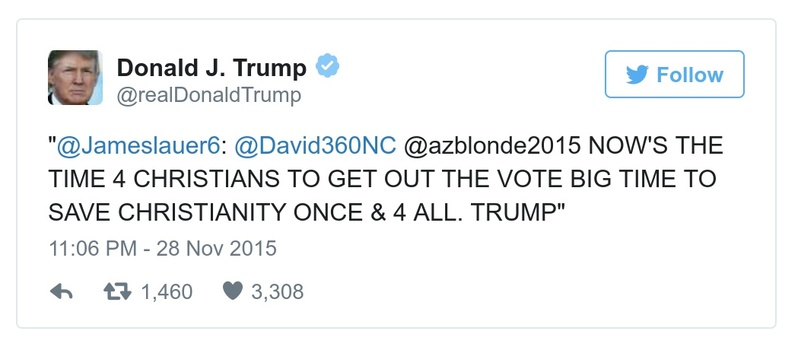 Donald J. Trump
@realDonaldTrump
Follow
"@Jameslauer6: @David360NC @azblonde2015 NOW'S THE
TIME 4 CHRISTIANS TO GET OUT THE VOTE BIG TIME TO
SAVE CHRISTIANITY ONCE & 4 ALL. TRUMP"
11:06 PM - 28 Nov 2015
1,460 3,308